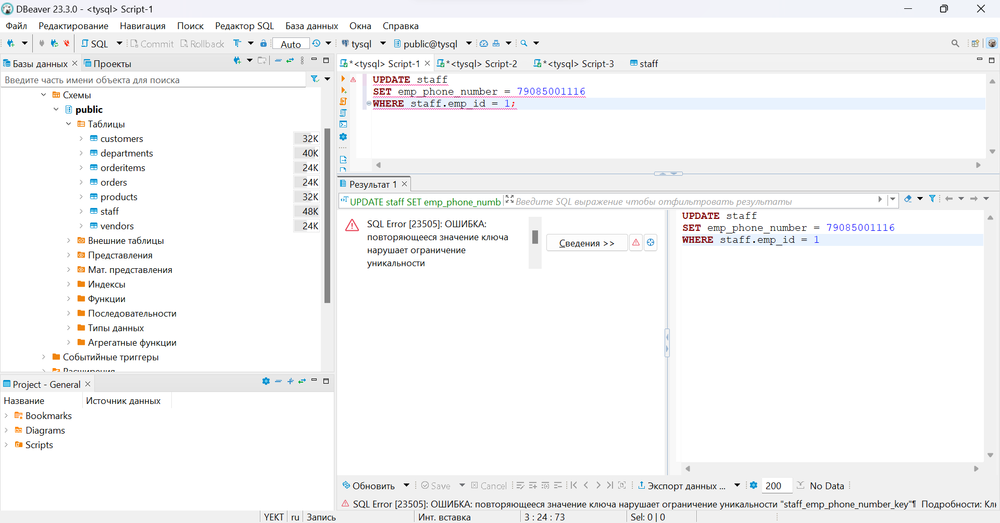 DBeaver 23.3.0 - <tysql> Script-1
Файл Редактирование Навигация Поиск Редактор SQL База данных Окна Справка
SQL Commit Rollback Auto tysql public@tysql
Базы данных Проекты
*<tysql> Script-1 *<tysql> Script-2 *<tysql> Script-3 staff
Введите часть имени объекта для поиска
Схемы
public
Таблицы
customers 32K
departments 40K
orderitems 24K
orders 24K
products 32K
staff 48K
vendors 24K
Внешние таблицы
Представления
Мат. представления
Индексы
Функции
Последовательности
Типы данных
Агрегатные функции
Событийные триггеры
Расширения
Project - General
Название Источник данных
Bookmarks
Diagrams
Scripts
UPDATE staff
SET emp_phone_number = 79085001116
WHERE staff.emp_id = 1;
Результат 1
UPDATE staff SET emp_phone_numb Введите SQL выражение чтобы отфильтровать результаты
SQL Error [23505]: ОШИБКА:
повторяющееся значение ключа
нарушает ограничение
уникальности
Сведения >>
UPDATE staff
SET emp_phone_number = 79085001116
WHERE staff.emp_id = 1
Обновить Save Cancel Экспорт данных ... 200 No Data
SQL Error [23505]: ОШИБКА: повторяющееся значение ключа нарушает ограничение уникальности "staff_emp_phone_number_key"¶ Подробности:
YEKT ru Запись Инт. вставка 3 : 24 : 73 Sel: 0 | 0